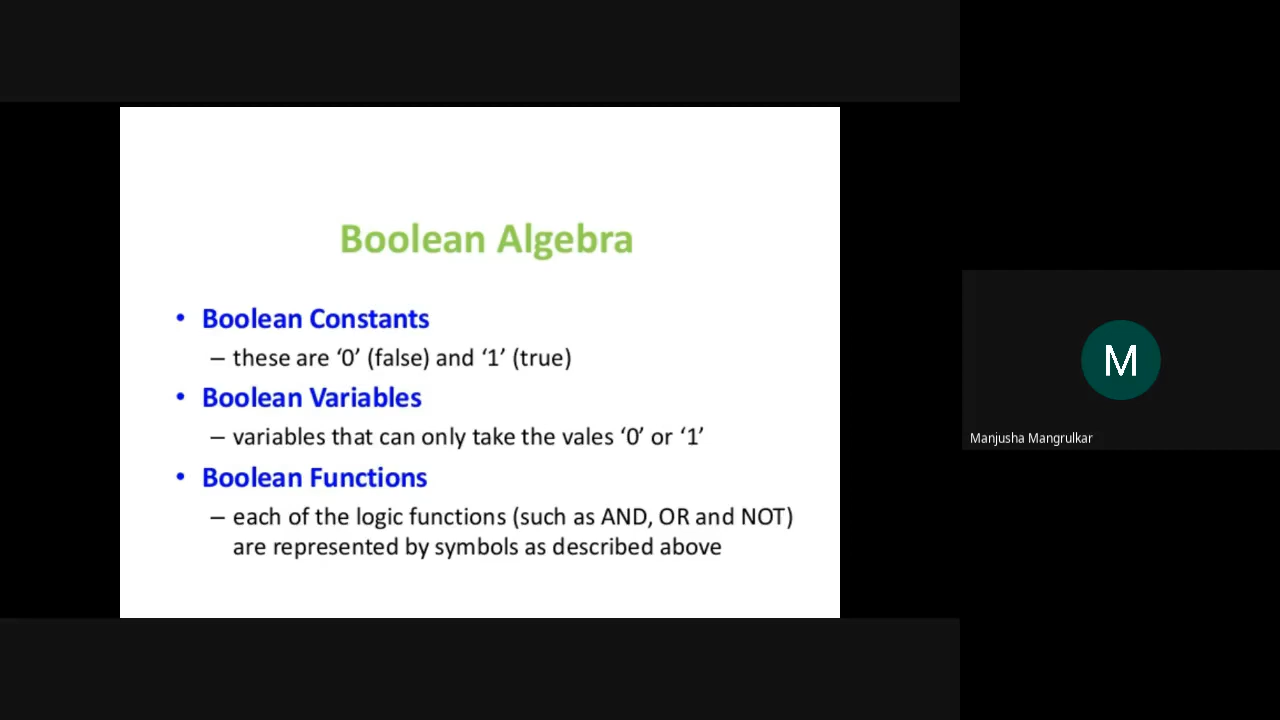 Boolean Algebra
• Boolean Constants
– these are ‘0’ (false) and ‘1’ (true)
• Boolean Variables
– variables that can only take the vales ‘0’ or ‘1’
• Boolean Functions
– each of the logic functions (such as AND, OR and NOT)
are represented by symbols as described above
M
Manjusha Mangrulkar